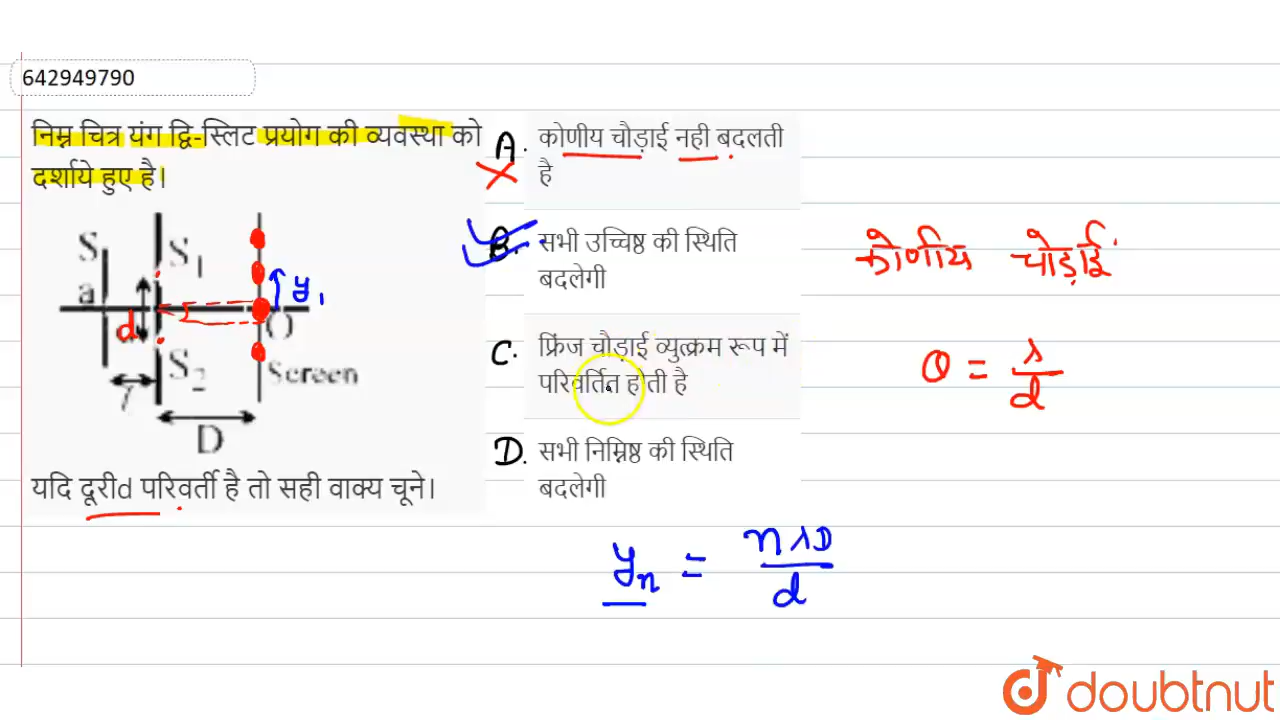 642949790
निम्न चित्र यंग द्वि-स्लिट प्रयोग की व्यवस्था को
दर्शाये हुए है।
S
S1
a
d
y1
O
S2
Screen
D
यदि दूरीd परिवर्ती है तो सही वाक्य चूने।
A. कोणीय चौड़ाई नही बदलती
है
B. सभी उच्चिष्ठ की स्थिति
बदलेगी
C. फ्रिंज चौड़ाई व्युत्क्रम रूप में
परिवर्तित होती है
D. सभी निम्निष्ठ की स्थिति
बदलेगी
कोणीय चौड़ाई
θ = λ/d
yn = nλD/d
doubtnut